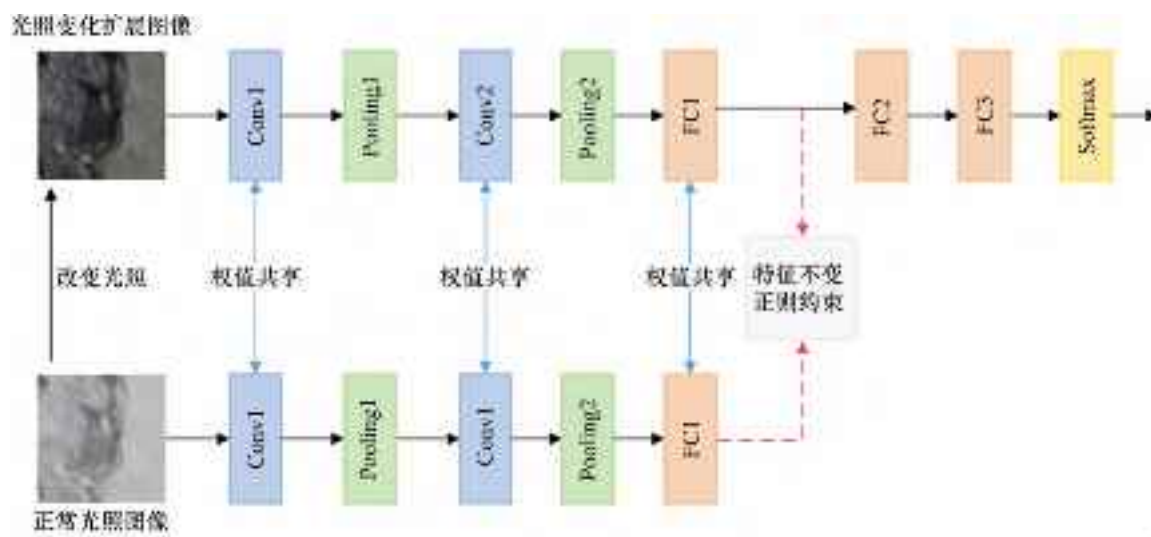 光照变化扩展图像
Conv1
Pooling1
Conv2
Pooling2
FC1
FC2
FC3
Softmax
改变光照
权值共享
权值共享
权值共享
特征不变
正则约束
Conv1
Pooling1
Conv1
Pooling2
FC1
正常光照图像